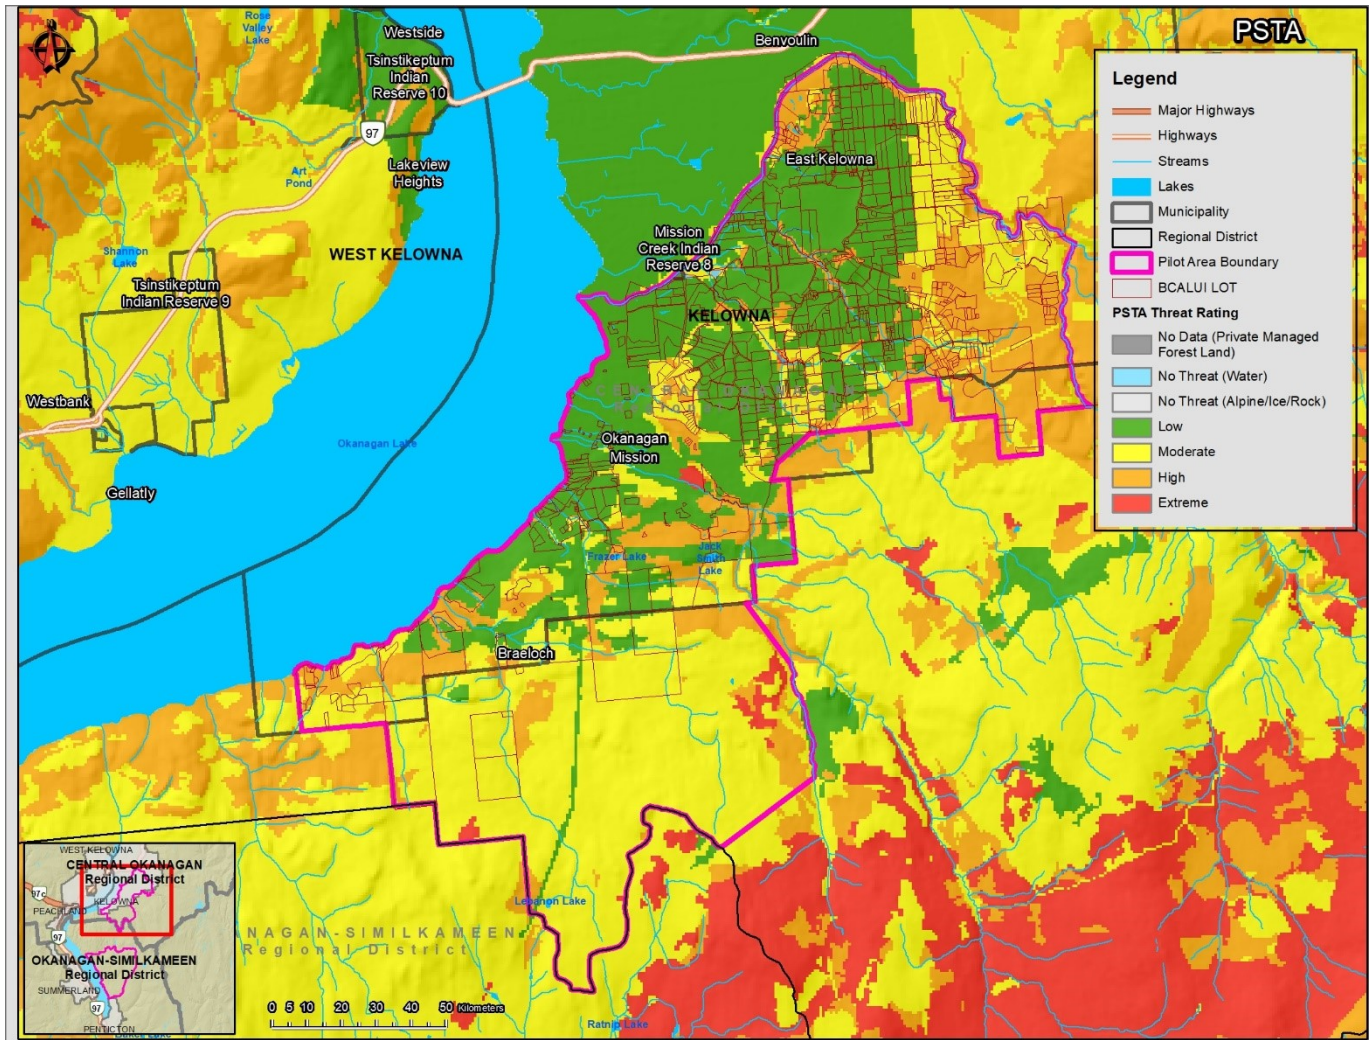 PSTA
Rose
Valley
Lake
Westside
Tsinstikeptum
Indian
Reserve 10
Benvoulin
97
Lakeview
Heights
Art
Pond
East Kelowna
WEST KELOWNA
Shannon
Lake
Tsinstikeptum
Indian Reserve 9
Mission
Creek Indian
Reserve 8
KELOWNA
Westbank
Okanagan Lake
Okanagan
Mission
Gellatly
Frazer Lake
Jack
Smith
Lake
Braeloch
Lebanon Lake
NAGAN-SIMILKAMEEN
Regional District
Ratnip Lake
0 5 10 20 30 40 50 Kilometers
Legend
Major Highways
Highways
Streams
Lakes
Municipality
Regional District
Pilot Area Boundary
BCALUI LOT
PSTA Threat Rating
No Data (Private Managed
Forest Land)
No Threat (Water)
No Threat (Alpine/Ice/Rock)
Low
Moderate
High
Extreme
WEST KELOWNA
CENTRAL OKANAGAN
Regional District
97c
KELOWNA
PEACHLAND
97
OKANAGAN-SIMILKAMEEN
Regional District
SUMMERLAND
97
PENTICTON